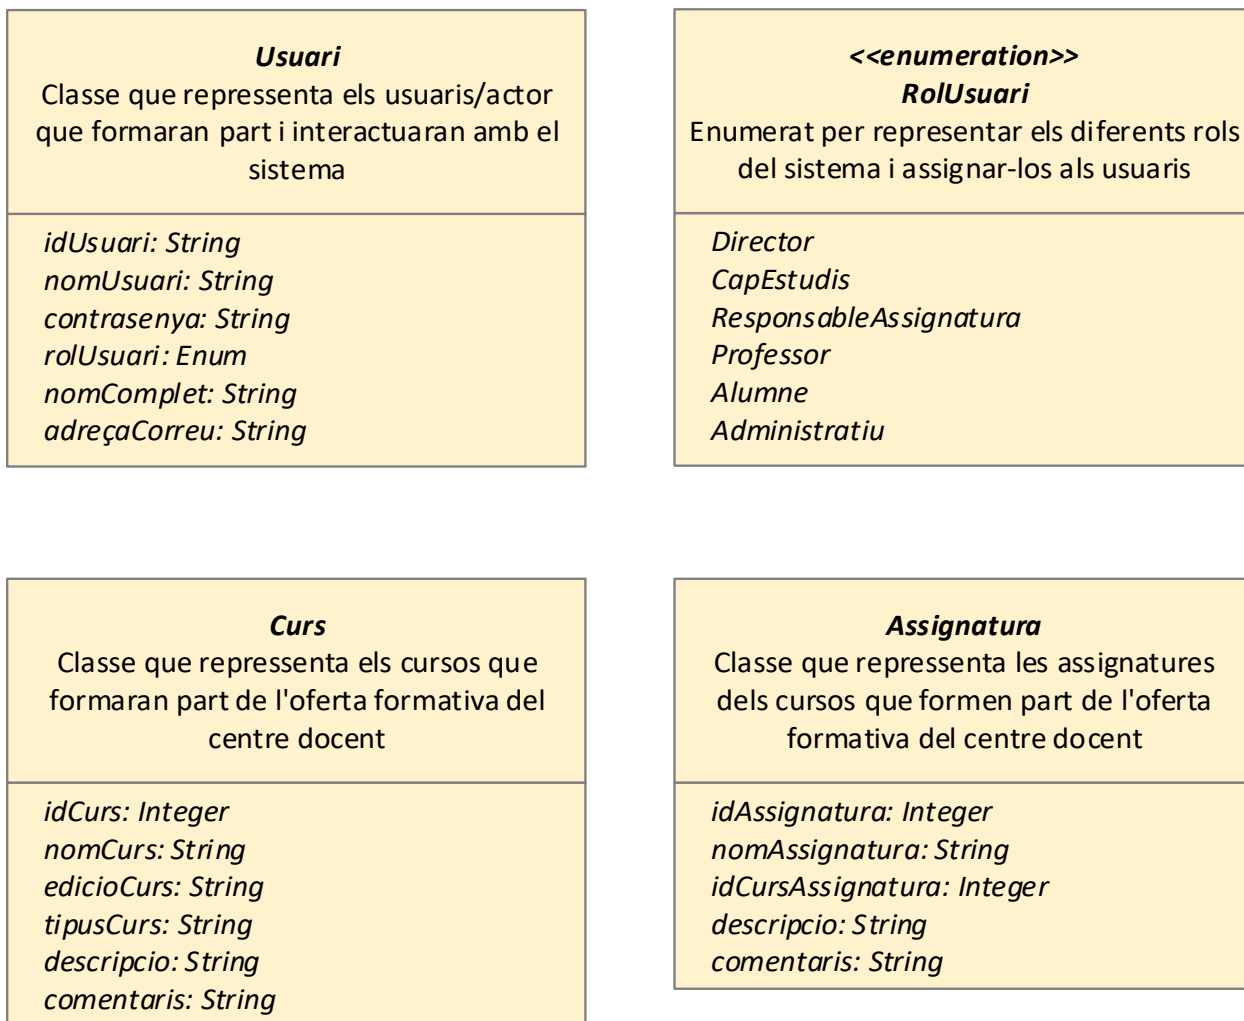 Usuari
Classe que repressenta els usuaris/actor
que formaran part i interactuaran amb el
sistema
idUsuari: String
nomUsuari: String
contrasenya: String
rolUsuari: Enum
nomComplet: String
adreçaCorreu: String
<<enumeration>>
RolUsuari
Enumerat per representar els diferents rols
del sistema i assignar-los als usuaris
Director
CapEstudis
ResponsableAssignatura
Professor
Alumne
Administratiu
Curs
Classe que repressenta els cursos que
formaran part de l'oferta formativa del
centre docent
idCurs: Integer
nomCurs: String
edicioCurs: String
tipusCurs: String
descripcio: String
comentaris: String
Assignatura
Classe que repressenta les assignatures
dels cursos que formen part de l'oferta
formativa del centre docent
idAssignatura: Integer
nomAssignatura: String
idCursAssignatura: Integer
descripcio: String
comentaris: String